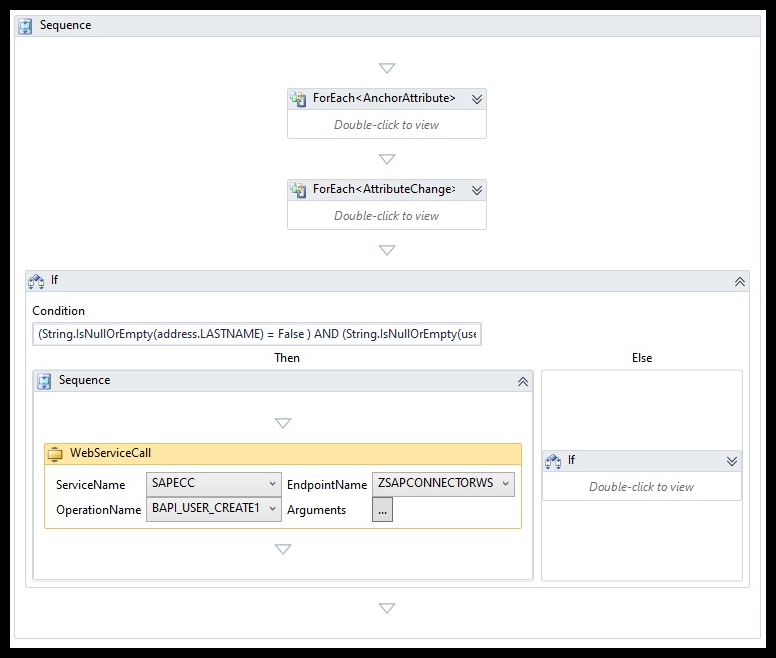 Sequence
ForEach<AnchorAttribute>
Double-click to view
ForEach<AttributeChange>
Double-click to view
If
Condition
(String.IsNullOrEmpty(address.LASTNAME) = False ) AND (String.IsNullOrEmpty(use
Then
Else
Sequence
WebServiceCall
ServiceName SAPECC EndpointName ZSAPCONNECTORWS
OperationName BAPI_USER_CREATE1 Arguments ...
If
Double-click to view